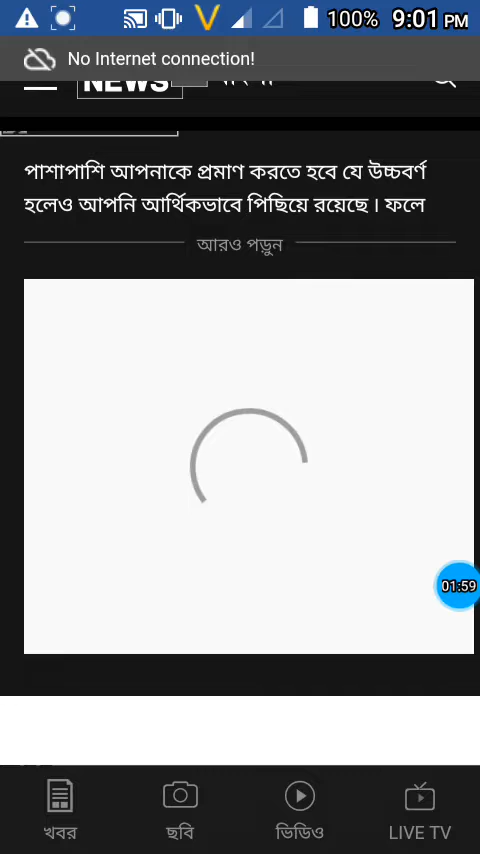 100% 9:01 PM
No Internet connection!
NEWS
পাশাপাশি আপনাকে প্রমাণ করতে হবে যে উচ্চবর্ণ
হলেও আপনি আর্থিকভাবে পিছিয়ে রয়েছে। ফলে
আরও পড়ুন
01:59
খবর ছবি ভিডিও LIVE TV